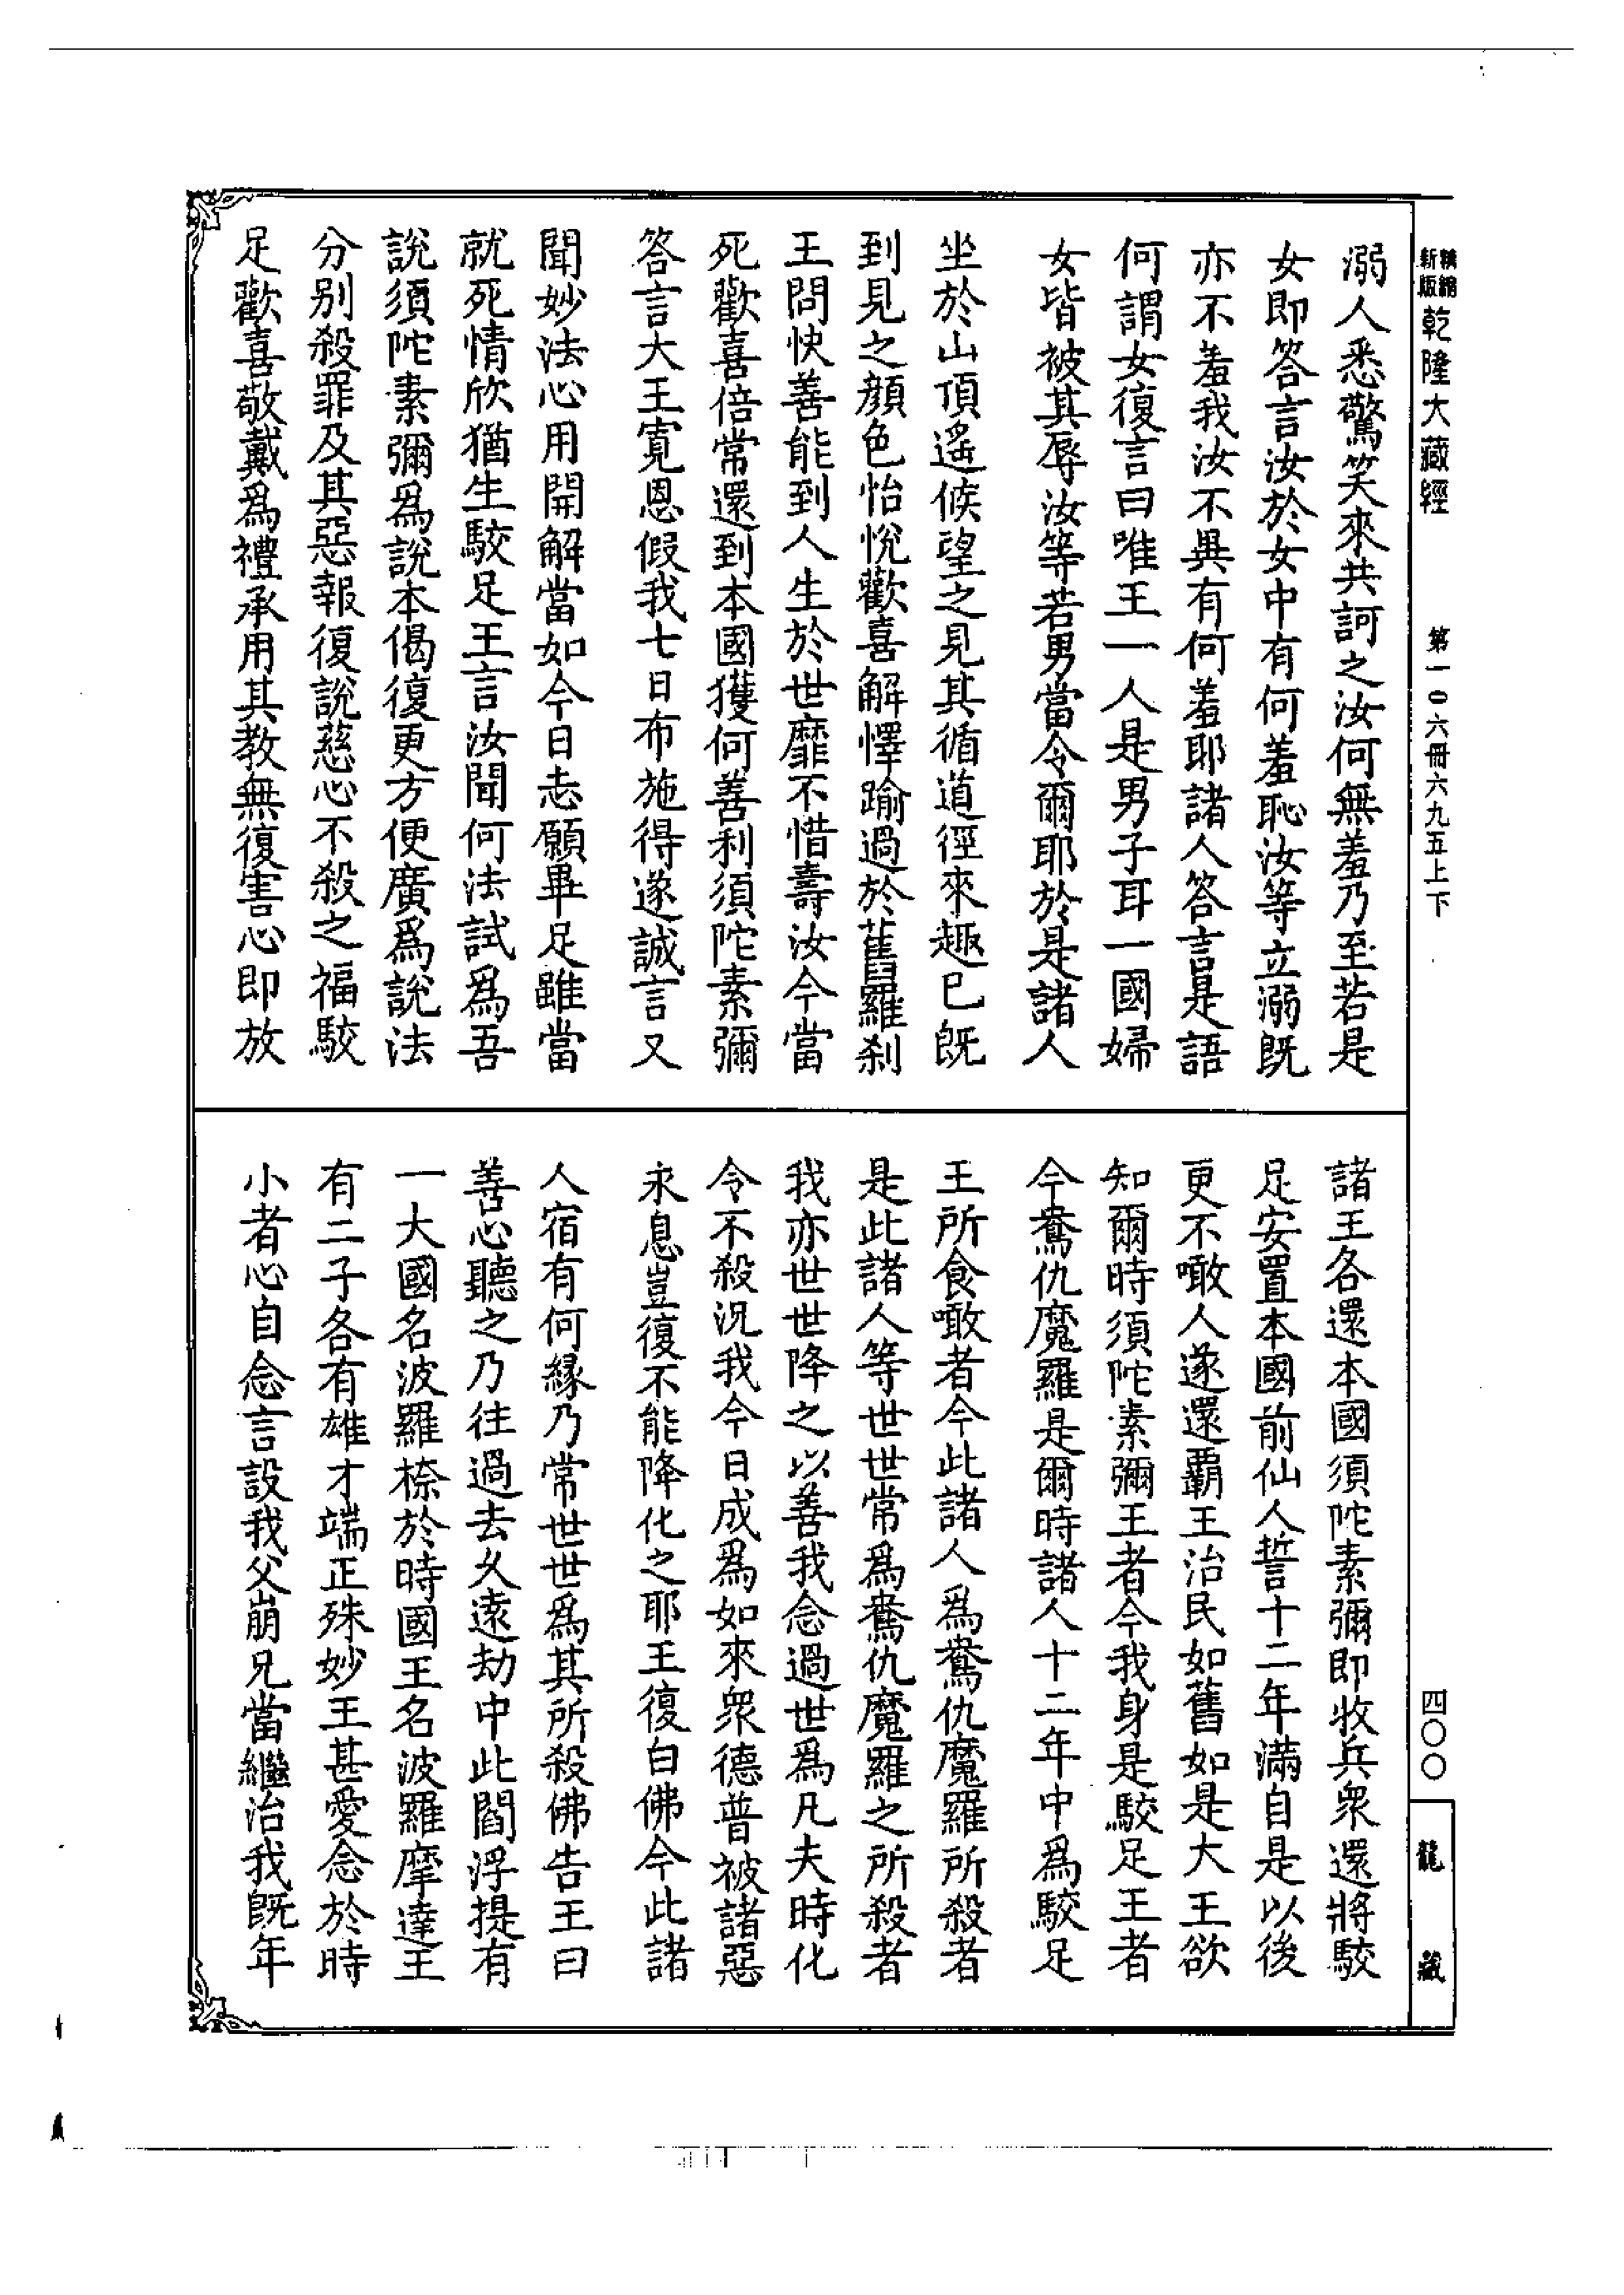 精縮新版乾隆大藏經
第一〇六冊六九五上下
四〇〇
龍藏
溺人悉驚笑來共訶之汝何無羞乃至若是
女即答言汝於女中有何羞恥汝等立溺既
亦不羞我汝不異有何羞耶諸人答言是語
何謂女復言曰唯王一人是男子耳一國婦
女皆被其辱汝等若男當令爾耶於是諸人
坐於山頂遙候望之見其循道徑來趣已既
到見之顏色怡悅歡喜解懌踰過於舊羅剎
王問快善能到人生於世靡不惜壽汝今當
死歡喜倍常還到本國獲何善利須陀素彌
答言大王寬恩假我七日布施得遂誠言又
聞妙法心用開解當如今日志願畢足雖當
就死情欣猶生駮足王言汝聞何法試為吾
說須陀素彌為說本偈復更方便廣為說法
分別殺罪及其惡報復說慈心不殺之福駮
足歡喜敬戴為禮承用其教無復害心即放
諸王各還本國須陀素彌即收兵衆還將駮
足安置本國前仙人誓十二年滿自是以後
更不噉人遂還霸王治民如舊如是大王欲
知爾時須陀素彌王者今我身是駮足王者
今鴦仇魔羅是爾時諸人十二年中為駮足
王所食噉者今此諸人為鴦仇魔羅所殺者
是此諸人等世世常為鴦仇魔羅之所殺者
我亦世世降之以善我念過世為凡夫時化
令不殺況我今日成為如來衆德普被諸惡
永息豈復不能降化之耶王復白佛今此諸
人宿有何緣乃常世世為其所殺佛告王曰
善心聽之乃往過去久遠劫中此閻浮提有
一大國名波羅㮈於時國王名波羅摩達王
有二子各有雄才端正殊妙王甚愛念於時
小者心自念言設我父崩兄當繼治我既年